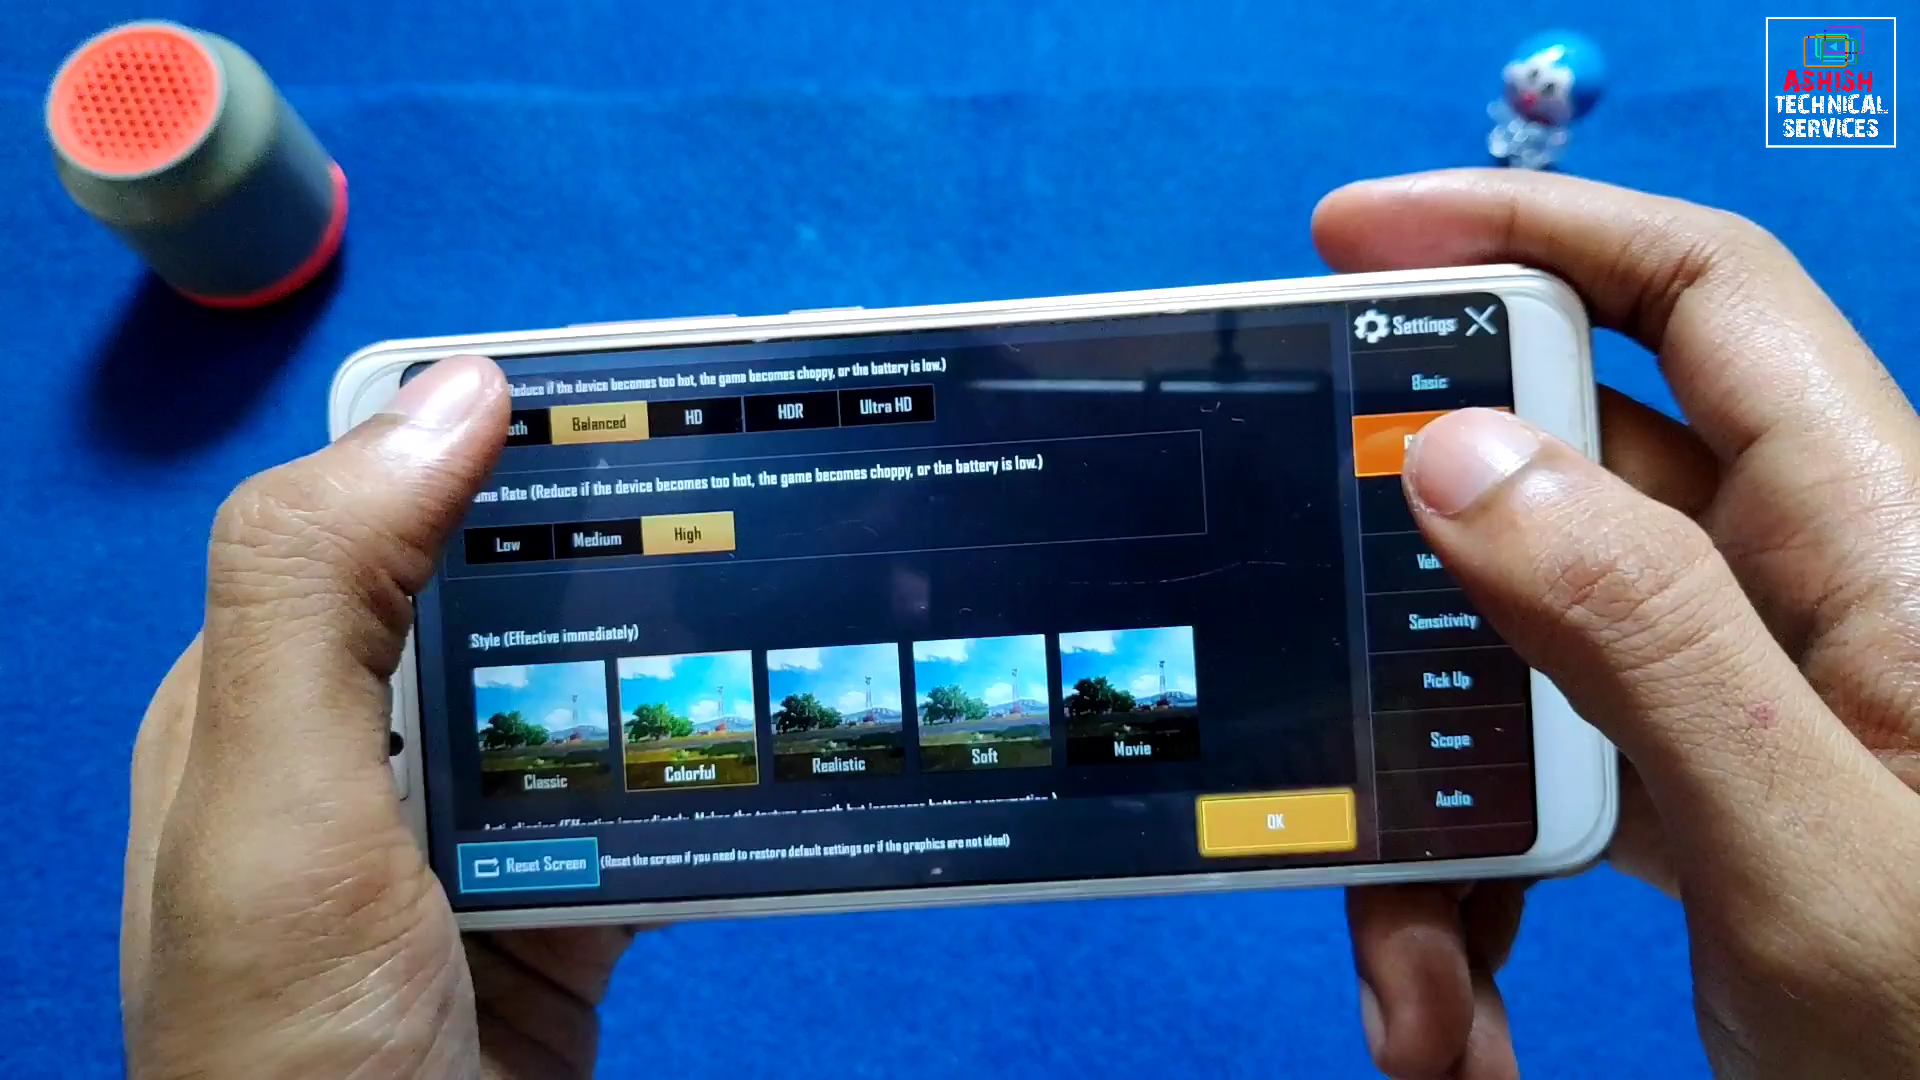 ASHISH
TECHNICAL
SERVICES
Settings
Reduce if the device becomes too hot, the game becomes choppy, or the battery is low.)
Balanced HD HDR Ultra HD
Rate (Reduce if the device becomes too hot, the game becomes choppy, or the battery is low.)
Low Medium High
Style (Effective immediately)
Classic Colorful Realistic Soft Movie
Reset Screen (Reset the screen if you need to restore default settings or if the graphics are not ideal)
OK
Basic
Sensitivity
Pick Up
Scope
Audio